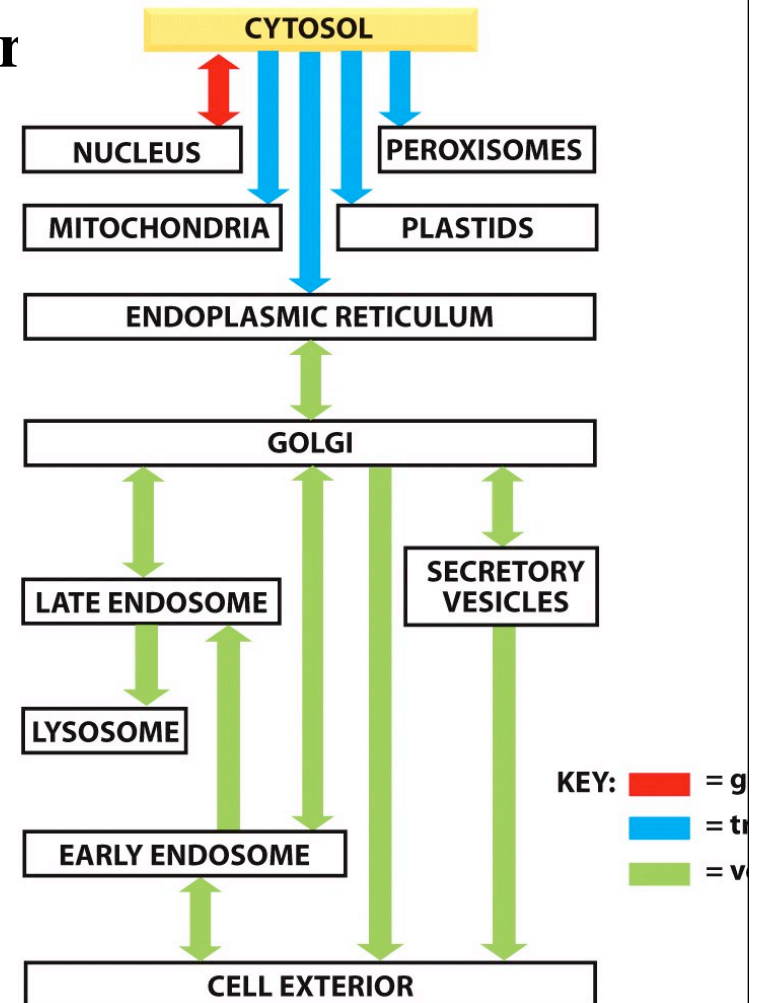 CYTOSOL
NUCLEUS
PEROXISOMES
MITOCHONDRIA
PLASTIDS
ENDOPLASMIC RETICULUM
GOLGI
SECRETORY
VESICLES
LATE ENDOSOME
LYSOSOME
KEY:
EARLY ENDOSOME
CELL EXTERIOR